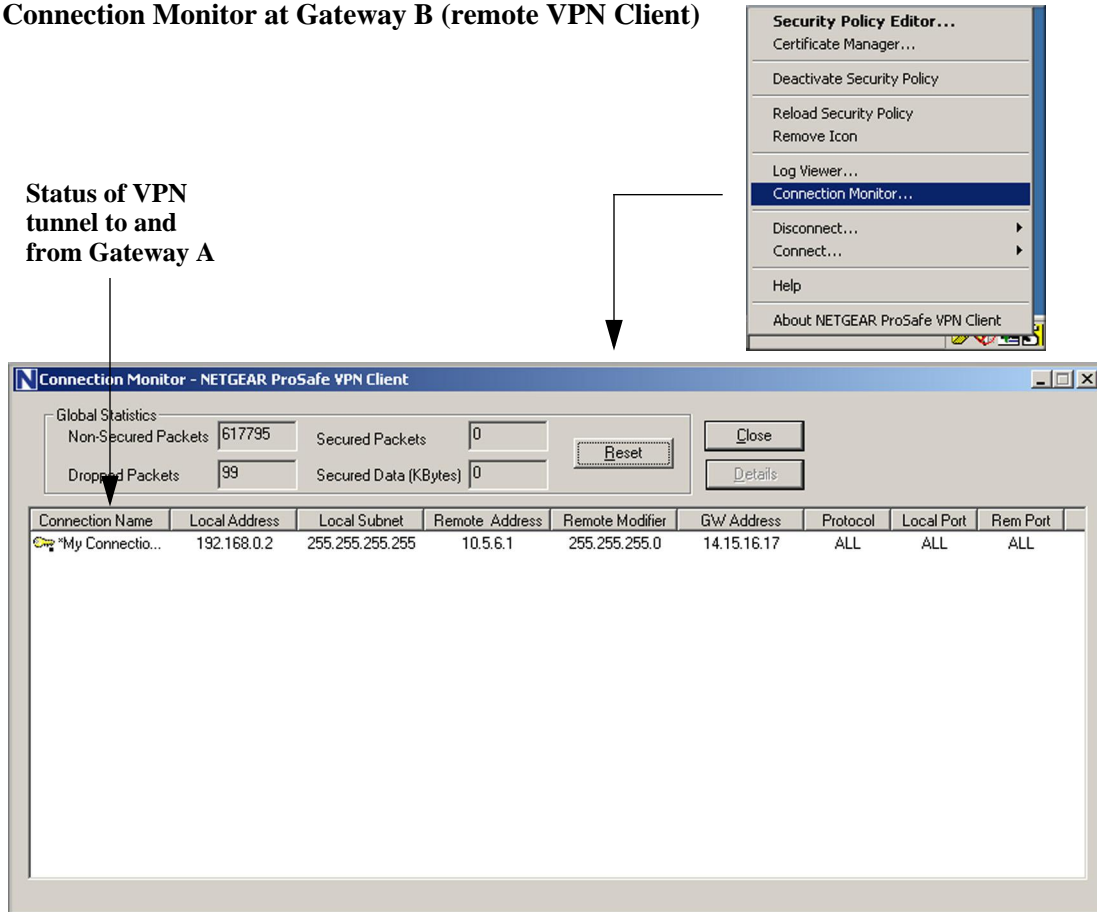 Connection Monitor at Gateway B (remote VPN Client)
Security Policy Editor...
Certificate Manager...
Deactivate Security Policy
Reload Security Policy
Remove Icon
Log Viewer...
Connection Monitor...
Disconnect...
Connect...
Help
About NETGEAR ProSafe VPN Client
Status of VPN
tunnel to and
from Gateway A
N Connection Monitor - NETGEAR ProSafe VPN Client
Global Statistics
Non-Secured Packets 617795 Secured Packets 0
Dropped Packets 99 Secured Data (KBytes) 0
Reset
Close
Details
Connection Name Local Address Local Subnet Remote Address Remote Modifier GW Address Protocol Local Port Rem Port
*My Connectio... 192.168.0.2 255.255.255.255 10.5.6.1 255.255.255.0 14.15.16.17 ALL ALL ALL